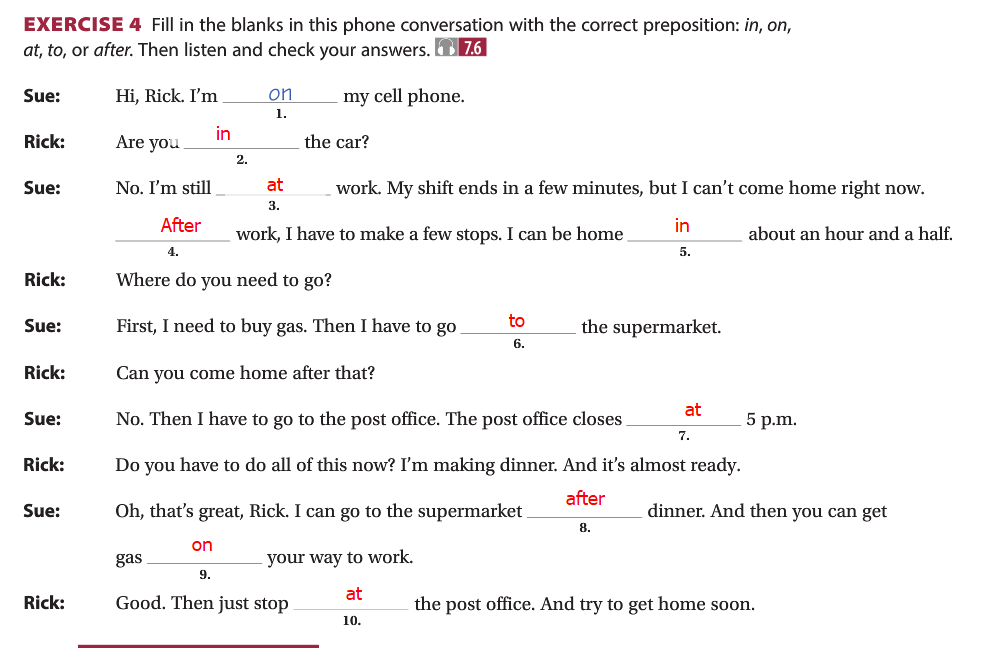 EXERCISE 4 Fill in the blanks in this phone conversation with the correct preposition: in, on,
at, to, or after. Then listen and check your answers. 7.6
Sue: Hi, Rick. I'm on my cell phone.
1.
Rick: Are you in the car?
2.
Sue: No. I'm still at work. My shift ends in a few minutes, but I can't come home right now.
3.
After work, I have to make a few stops. I can be home in about an hour and a half.
4. 5.
Rick: Where do you need to go?
Sue: First, I need to buy gas. Then I have to go to the supermarket.
6.
Rick: Can you come home after that?
Sue: No. Then I have to go to the post office. The post office closes at 5 p.m.
7.
Rick: Do you have to do all of this now? I'm making dinner. And it's almost ready.
Sue: Oh, that's great, Rick. I can go to the supermarket after dinner. And then you can get
8.
gas on your way to work.
9.
Rick: Good. Then just stop at the post office. And try to get home soon.
10.